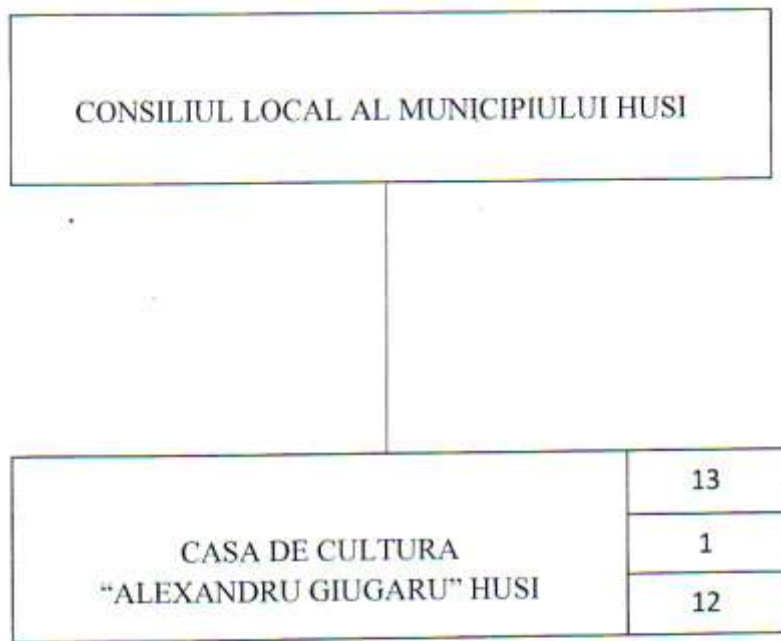 CONSILIUL LOCAL AL MUNICIPIULUI HUSI
13
CASA DE CULTURA
1
“ALEXANDRU GIUGARU” HUSI
12